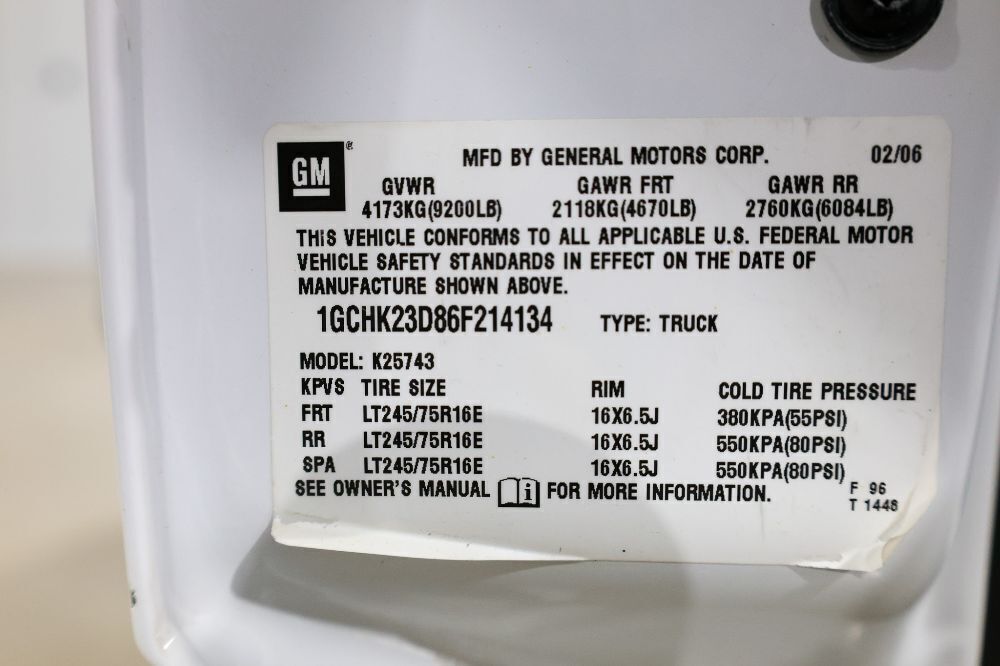 GM®
MFD BY GENERAL MOTORS CORP. 02/06
GVWR GAWR FRT GAWR RR
4173KG(9200LB) 2118KG(4670LB) 2760KG(6084LB)
THiS VEHICLE CONFORMS TO ALL APPLICABLE U.S. FEDERAL MOTOR
VEHICLE SAFETY STANDARDS IN EFFECT ON THE DATE OF
MANUFACTURE SHOWN ABOVE.
1GCHK23D86F214134 TYPE: TRUCK
MODEL: K25743
KPVS TIRE SIZE RIM COLD TIRE PRESSURE
FRT LT245/75R16E 16X6.5J 380KPA(55PSI)
RR LT245/75R16E 16X6.5J 550KPA(80PSI)
SPA LT245/75R16E 16X6.5J 550KPA(80PSI)
SEE OWNER'S MANUAL i FOR MORE INFORMATION.
F 96
T 1448